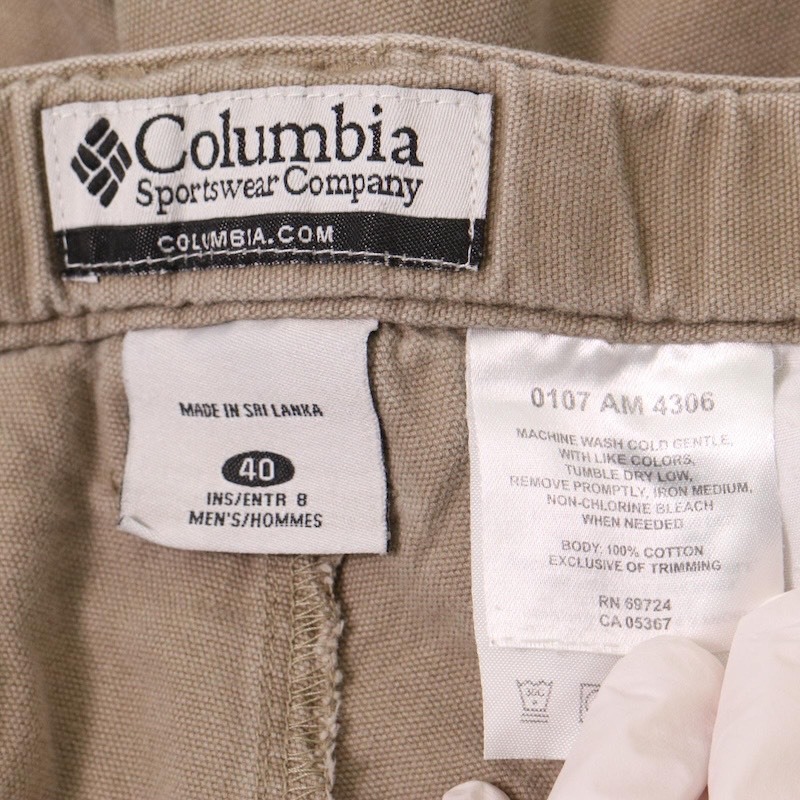 Columbia
Sportswear Company
COLUMBIA.COM
MADE IN SRI LANKA
40
INS/ENTR 8
MEN'S/HOMMES
0107 AM 4306
MACHINE WASH COLD GENTLE,
WITH LIKE COLORS,
TUMBLE DRY LOW,
REMOVE PROMPTLY, IRON MEDIUM,
NON-CHLORINE BLEACH
WHEN NEEDED
BODY: 100% COTTON
EXCLUSIVE OF TRIMMING
RN 69724
CA 05367
30C